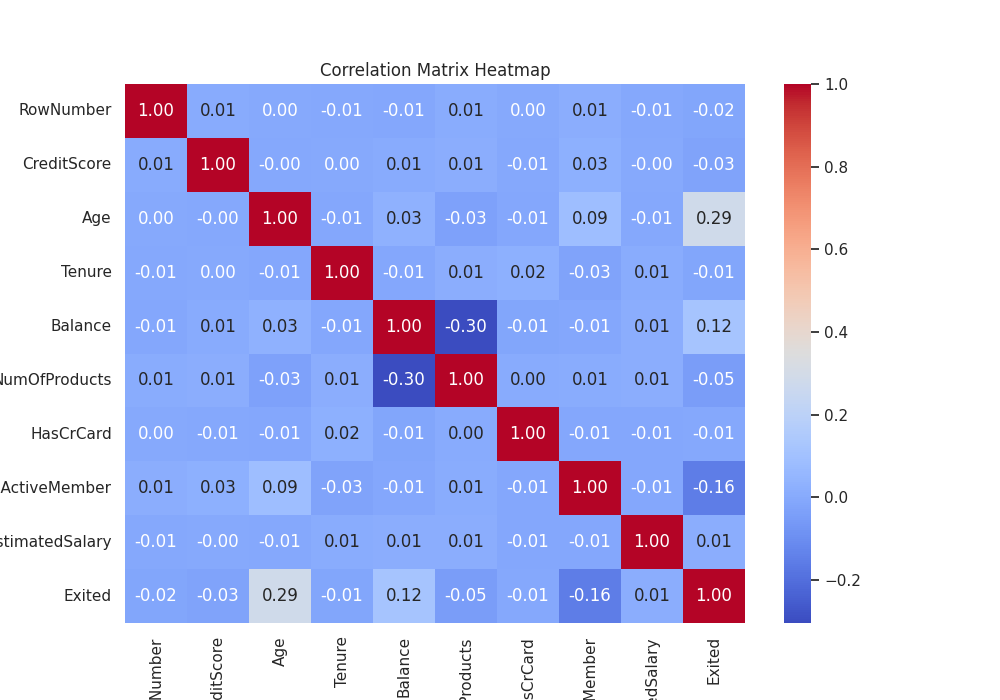 Correlation Matrix Heatmap
RowNumber 1.00 0.01 0.00 -0.01 -0.01 0.01 0.00 0.01 -0.01 -0.02
CreditScore 0.01 1.00 -0.00 0.00 0.01 0.01 -0.01 0.03 -0.00 -0.03
Age 0.00 -0.00 1.00 -0.01 0.03 -0.03 -0.01 0.09 -0.01 0.29
Tenure -0.01 0.00 -0.01 1.00 -0.01 0.01 0.02 -0.03 0.01 -0.01
Balance -0.01 0.01 0.03 -0.01 1.00 -0.30 -0.01 -0.01 0.01 0.12
NumOfProducts 0.01 0.01 -0.03 0.01 -0.30 1.00 0.00 0.01 0.01 -0.05
HasCrCard 0.00 -0.01 -0.01 0.02 -0.01 0.00 1.00 -0.01 -0.01 -0.01
ActiveMember 0.01 0.03 0.09 -0.03 -0.01 0.01 -0.01 1.00 -0.01 -0.16
stimatedSalary -0.01 -0.00 -0.01 0.01 0.01 0.01 -0.01 -0.01 1.00 0.01
Exited -0.02 -0.03 0.29 -0.01 0.12 -0.05 -0.01 -0.16 0.01 1.00
Number
ditScore
Age
Tenure
Balance
Products
sCrCard
Member
edSalary
Exited
1.0
0.8
0.6
0.4
0.2
0.0
−0.2